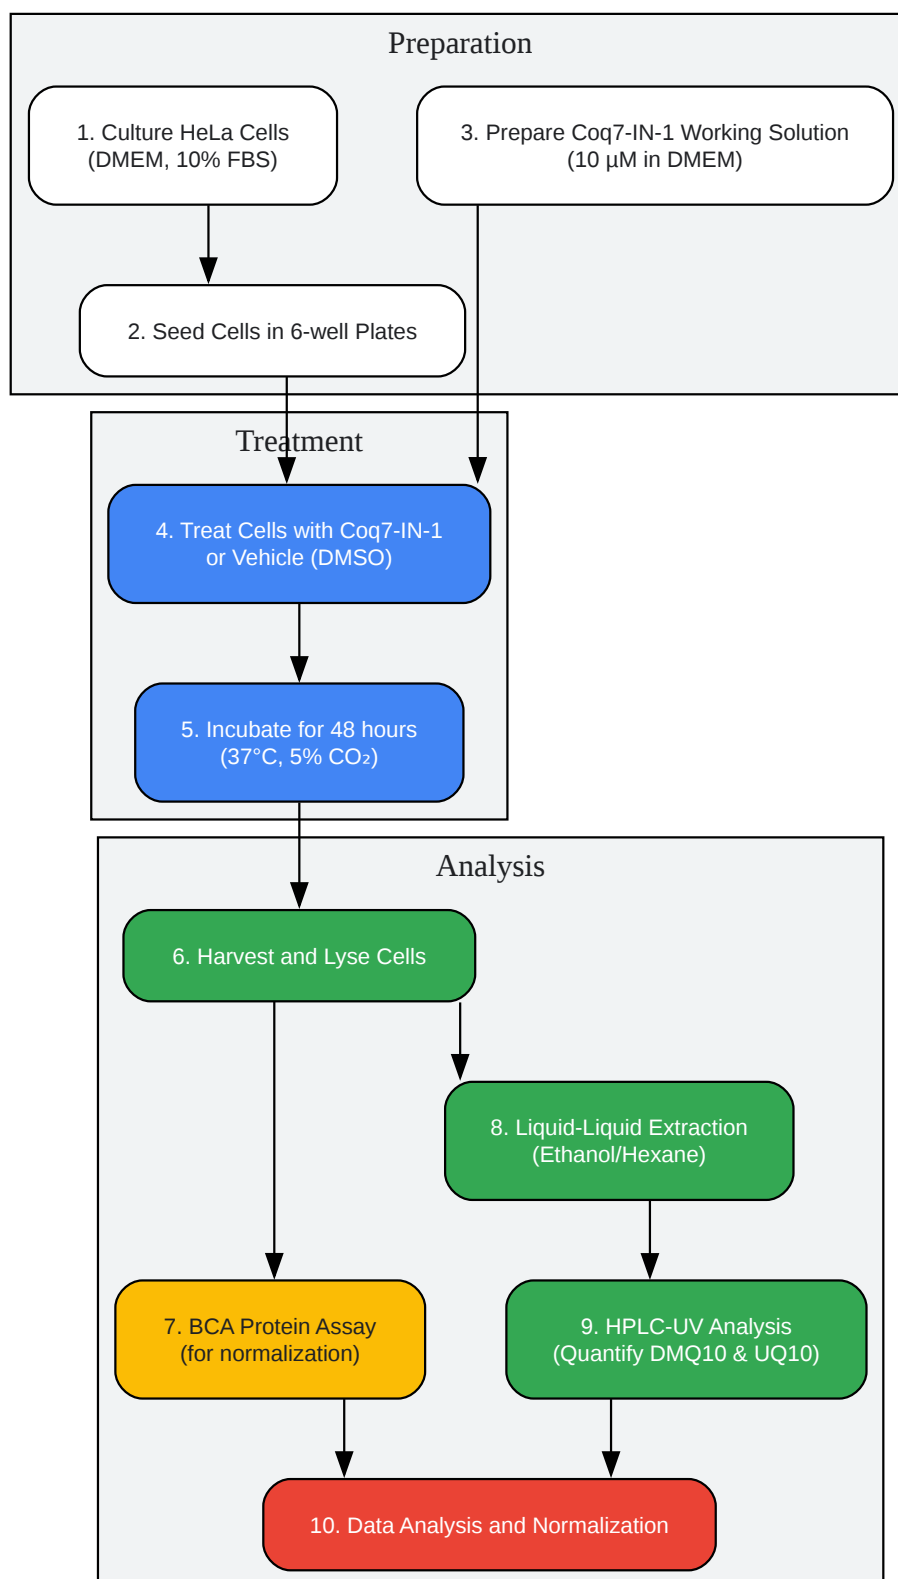 Preparation
1. Culture HeLa Cells
(DMEM, 10% FBS)
3. Prepare Coq7-IN-1 Working Solution
(10 µM in DMEM)
2. Seed Cells in 6-well Plates
Treatment
4. Treat Cells with Coq7-IN-1
or Vehicle (DMSO)
5. Incubate for 48 hours
(37°C, 5% CO₂)
Analysis
6. Harvest and Lyse Cells
8. Liquid-Liquid Extraction
(Ethanol/Hexane)
7. BCA Protein Assay
(for normalization)
9. HPLC-UV Analysis
(Quantify DMQ10 & UQ10)
10. Data Analysis and Normalization